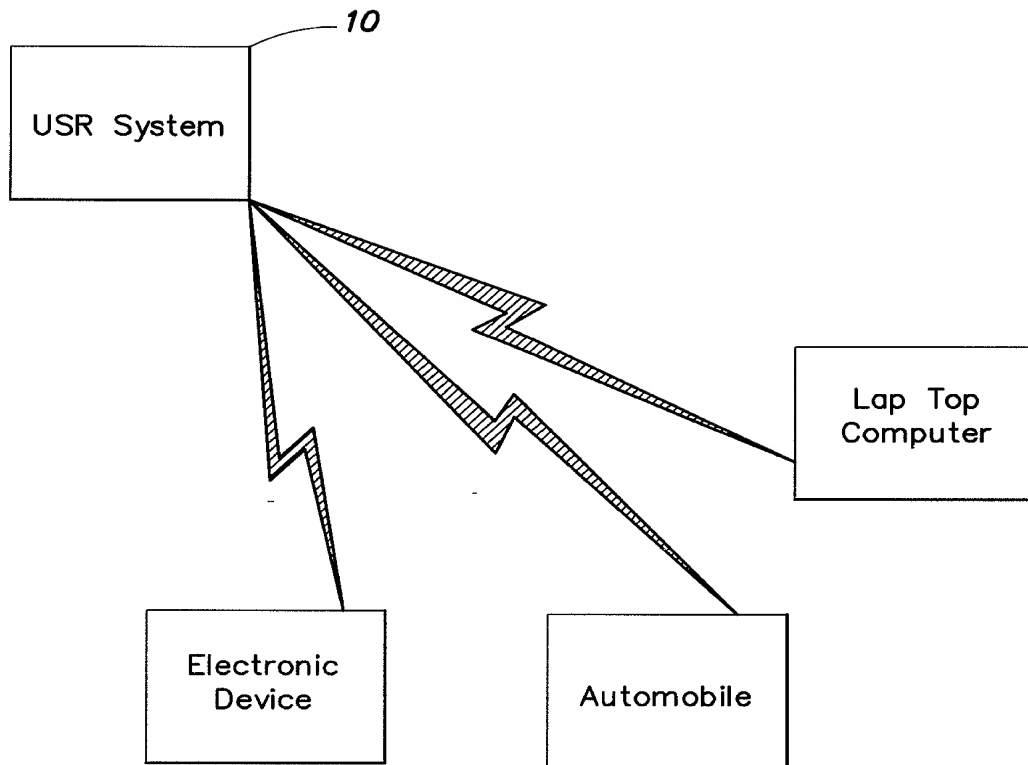 10
USR System
Lap Top
Computer
Electronic
Device
Automobile